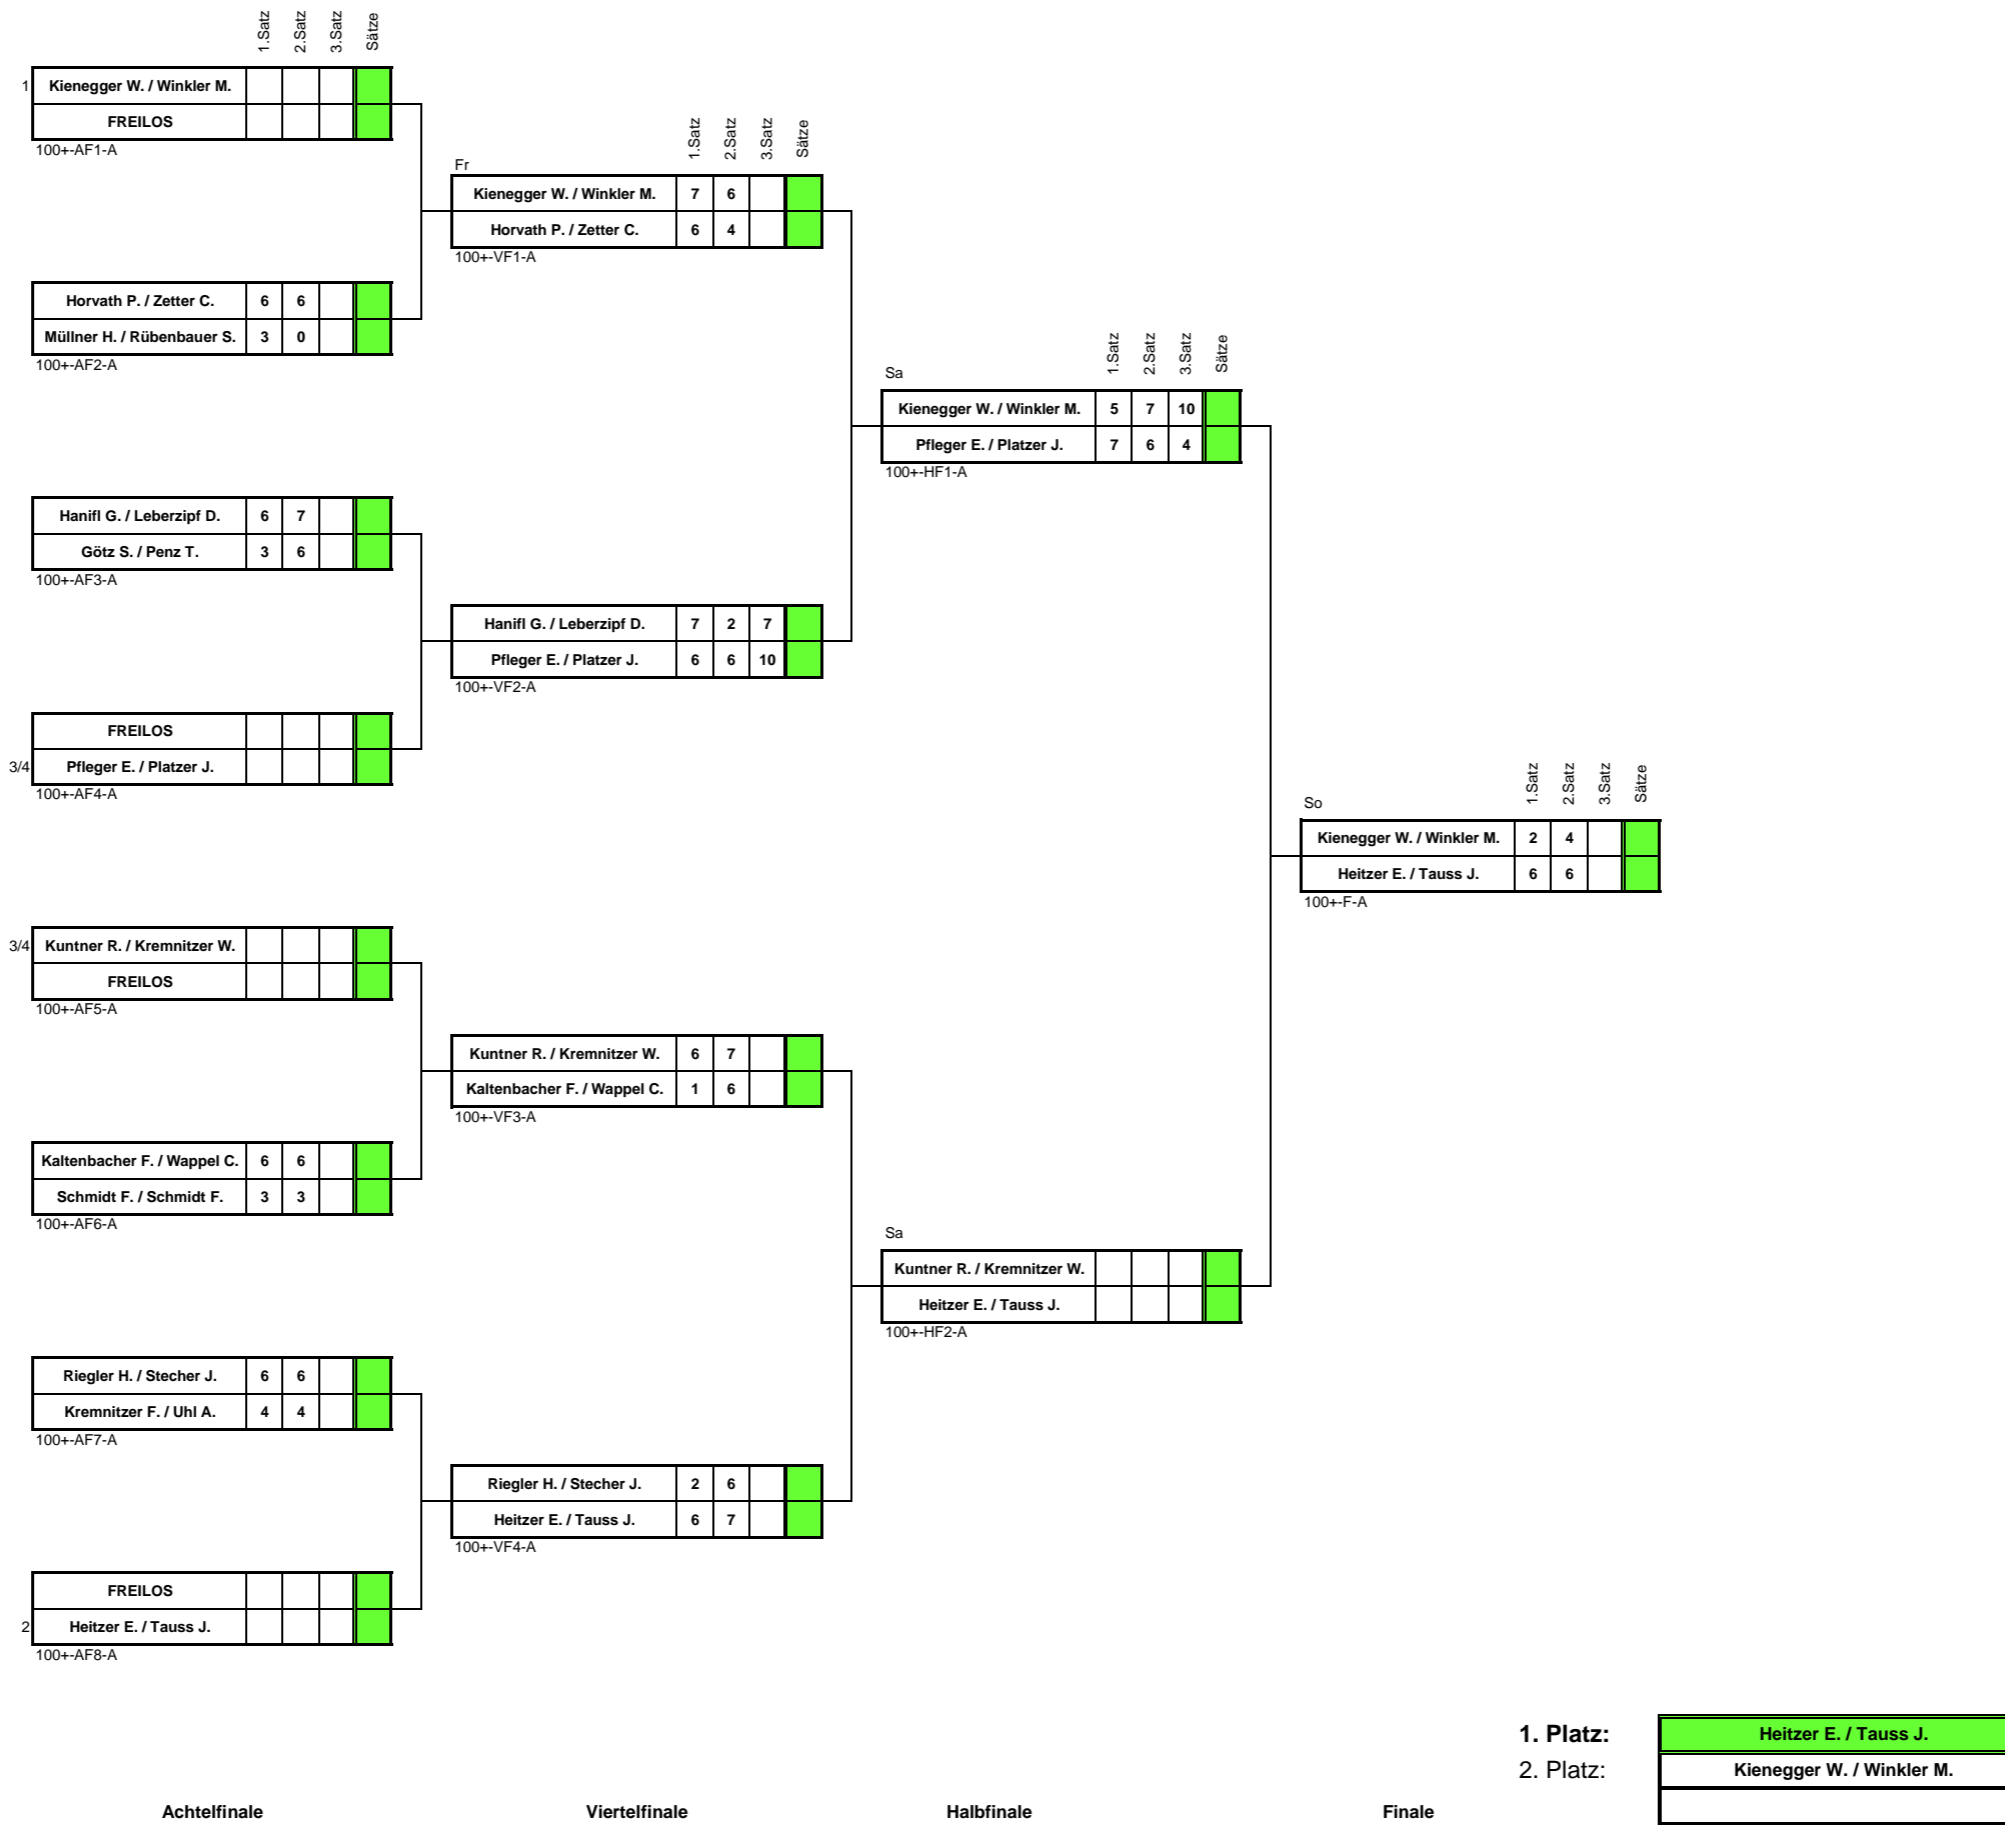 1.Satz 2.Satz 3.Satz Sätze
1 Kienegger W. / Winkler M.
FREILOS
100+-AF1-A
Horvath P. / Zetter C. 6 6
Müllner H. / Rübenbauer S. 3 0
100+-AF2-A
Hanifl G. / Leberzipf D. 6 7
Götz S. / Penz T. 3 6
100+-AF3-A
FREILOS
3/4 Pfleger E. / Platzer J.
100+-AF4-A
3/4 Kuntner R. / Kremnitzer W.
FREILOS
100+-AF5-A
Kaltenbacher F. / Wappel C. 6 6
Schmidt F. / Schmidt F. 3 3
100+-AF6-A
Riegler H. / Stecher J. 6 6
Kremnitzer F. / Uhl A. 4 4
100+-AF7-A
FREILOS
2 Heitzer E. / Tauss J.
100+-AF8-A
Fr 1.Satz 2.Satz 3.Satz Sätze
Kienegger W. / Winkler M. 7 6
Horvath P. / Zetter C. 6 4
100+-VF1-A
Hanifl G. / Leberzipf D. 7 2 7
Pfleger E. / Platzer J. 6 6 10
100+-VF2-A
Kuntner R. / Kremnitzer W. 6 7
Kaltenbacher F. / Wappel C. 1 6
100+-VF3-A
Riegler H. / Stecher J. 2 6
Heitzer E. / Tauss J. 6 7
100+-VF4-A
Sa 1.Satz 2.Satz 3.Satz Sätze
Kienegger W. / Winkler M. 5 7 10
Pfleger E. / Platzer J. 7 6 4
100+-HF1-A
Sa
Kuntner R. / Kremnitzer W.
Heitzer E. / Tauss J.
100+-HF2-A
So 1.Satz 2.Satz 3.Satz Sätze
Kienegger W. / Winkler M. 2 4
Heitzer E. / Tauss J. 6 6
100+-F-A
1. Platz: Heitzer E. / Tauss J.
2. Platz: Kienegger W. / Winkler M.
Achtelfinale Viertelfinale Halbfinale Finale